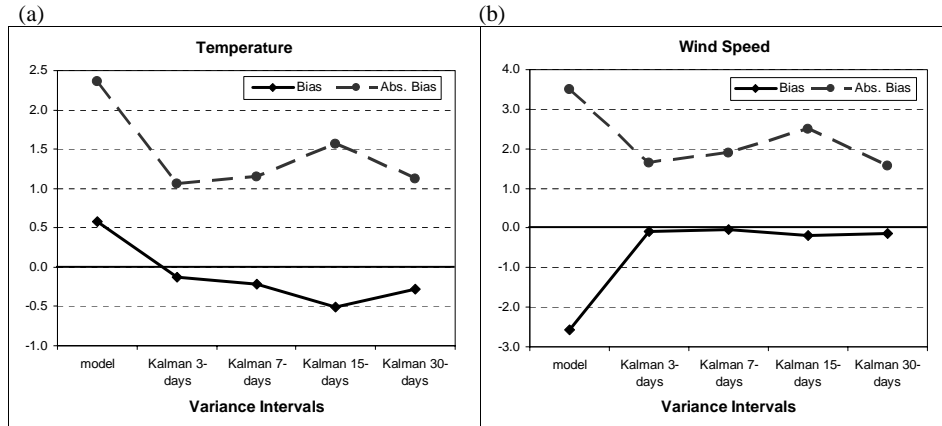 (a)
Temperature
Bias
Abs. Bias
2.5
2.0
1.5
1.0
0.5
0.0
-0.5
-1.0
model
Kalman 3-
days
Kalman 7-
days
Kalman 15-
days
Kalman 30-
days
Variance Intervals
(b)
Wind Speed
Bias
Abs. Bias
4.0
3.0
2.0
1.0
0.0
-1.0
-2.0
-3.0
model
Kalman 3-
days
Kalman 7-
days
Kalman 15-
days
Kalman 30-
days
Variance Intervals